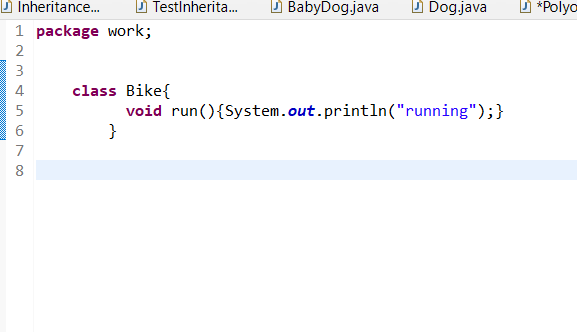 Inheritance... TestInherita... BabyDog.java Dog.java *Polyo
1 package work;
2
3
4 class Bike{
5 void run(){System.out.println("running");}
6 }
7
8